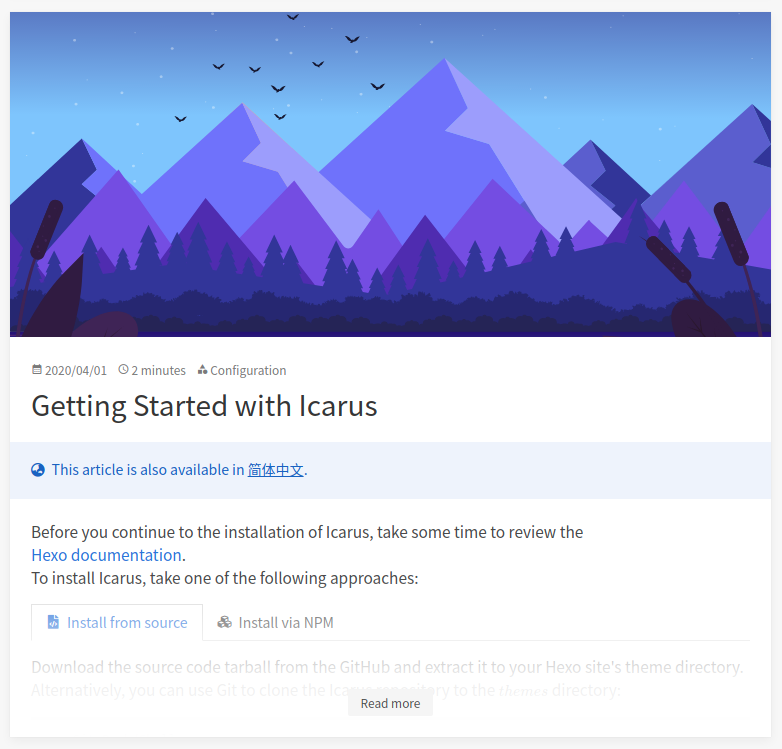 2020/04/01 2 minutes Configuration
Getting Started with Icarus
This article is also available in 简体中文.
Before you continue to the installation of Icarus, take some time to review the
Hexo documentation.
To install Icarus, take one of the following approaches:
Install from source Install via NPM
Download the source code tarball from the GitHub and extract it to your Hexo site's theme directory.
Alternatively, you can use Git to clone the Icarus repository to the themes directory:
Read more